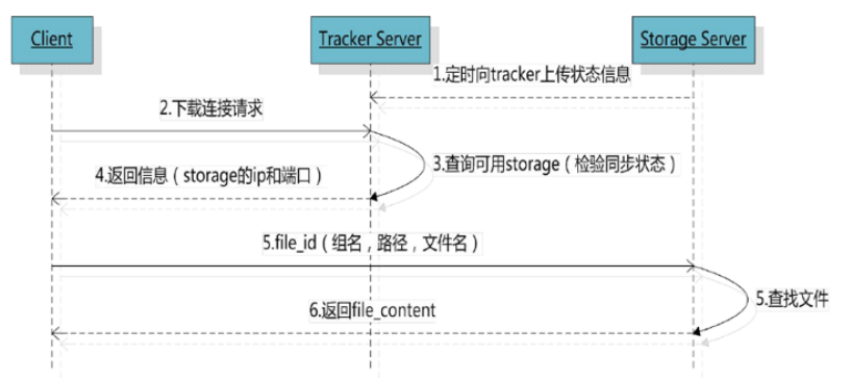 Client
Tracker Server
Storage Server
1.定时向tracker上传状态信息
2.下载连接请求
3.查询可用storage（检验同步状态）
4.返回信息（storage的ip和端口）
5.file_id（组名，路径，文件名）
5.查找文件
6.返回file_content